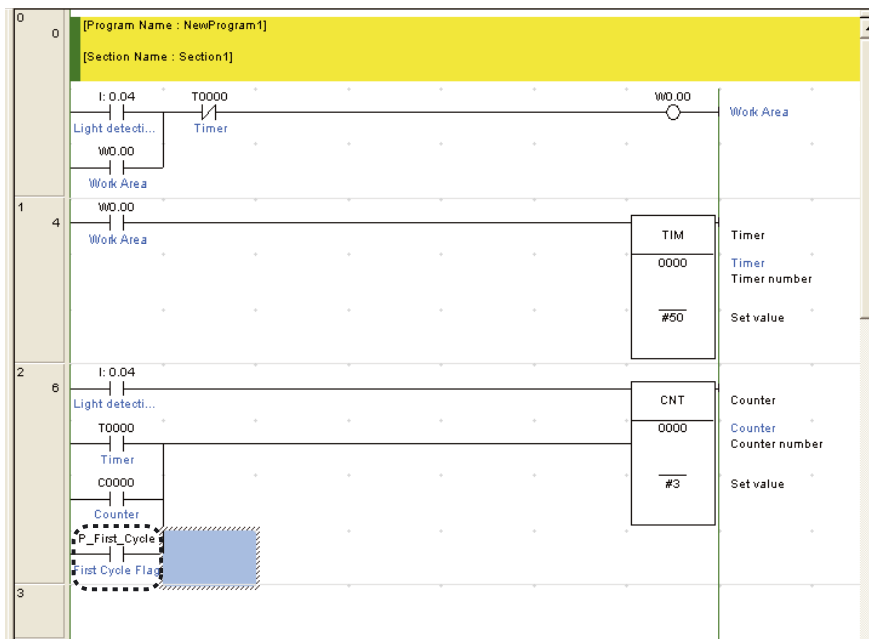 0
0
[Program Name : NewProgram1]
[Section Name : Section1]
I: 0.04 T0000 W0.00
Work Area
Light detecti... Timer
W0.00
Work Area
1
4
W0.00
Work Area
TIM Timer
0000 Timer
Timer number
#50 Set value
2
6
I: 0.04
Light detecti...
CNT Counter
T0000
0000 Counter
Timer
Counter number
C0000
#3 Set value
Counter
P_First_Cycle
First Cycle Flag
3